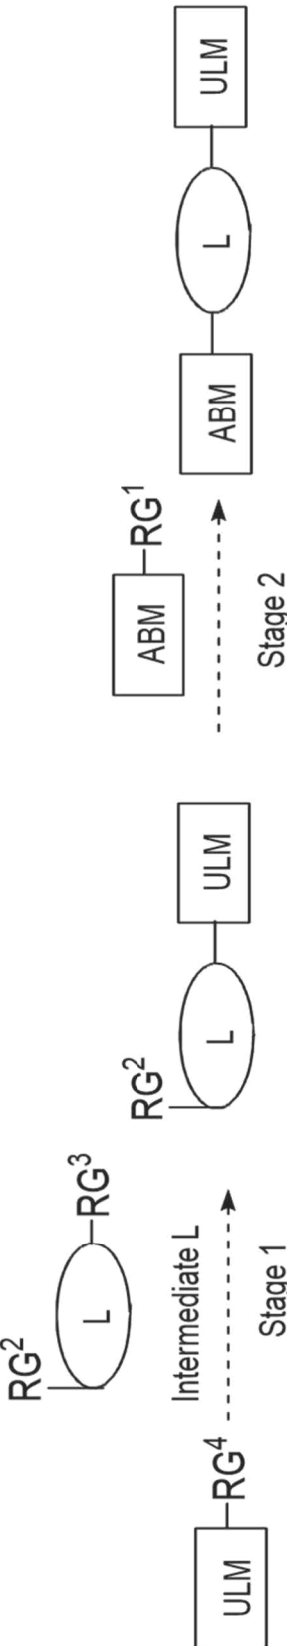 ULM
RG⁴
RG²
L
RG³
Intermediate L
Stage 1
RG²
L
ULM
ABM
RG¹
Stage 2
ABM
L
ULM